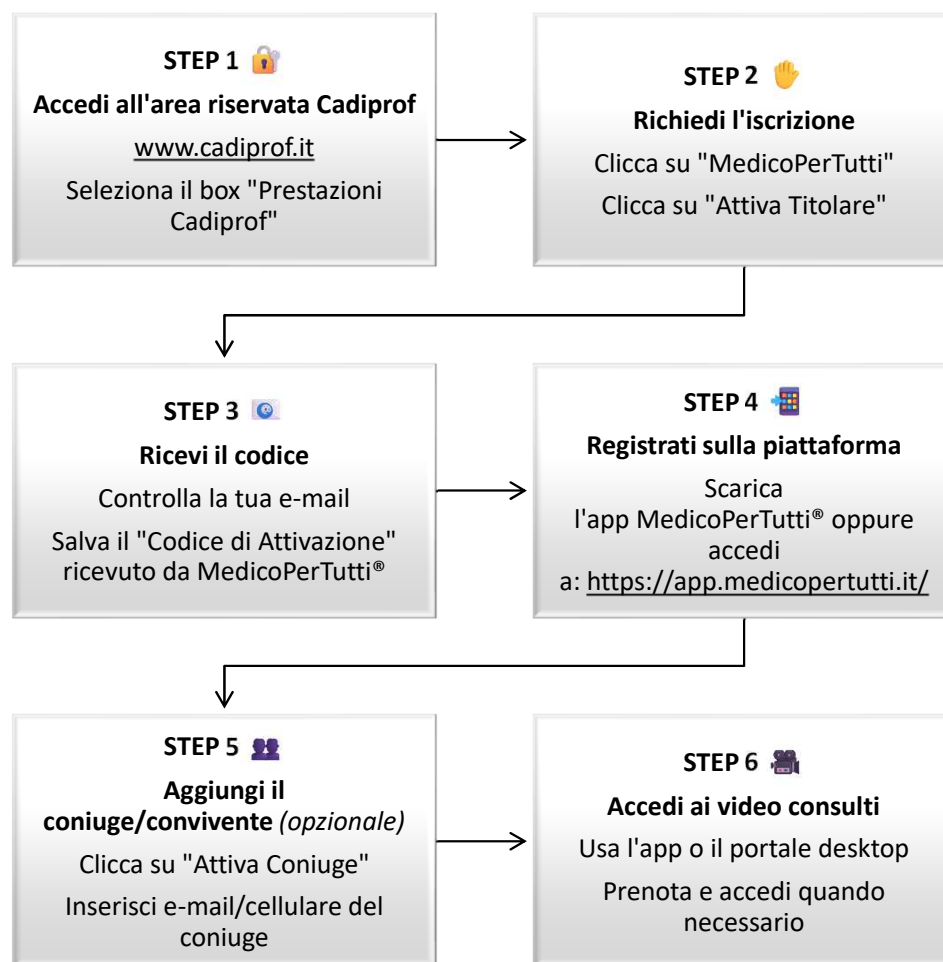 STEP 1
Accedi all'area riservata Cadiprof
www.cadiprof.it
Seleziona il box "Prestazioni
Cadiprof"
STEP 2
Richiedi l'iscrizione
Clicca su "MedicoPerTutti"
Clicca su "Attiva Titolare"
STEP 3
Ricevi il codice
Controlla la tua e-mail
Salva il "Codice di Attivazione"
ricevuto da MedicoPerTutti®
STEP 4
Registrati sulla piattaforma
Scarica
l'app MedicoPerTutti® oppure
accedi
a: https://app.medicopertutti.it/
STEP 5
Aggiungi il
coniuge/convivente (opzionale)
Clicca su "Attiva Coniuge"
Inserisci e-mail/cellulare del
coniuge
STEP 6
Accedi ai video consulti
Usa l'app o il portale desktop
Prenota e accedi quando
necessario